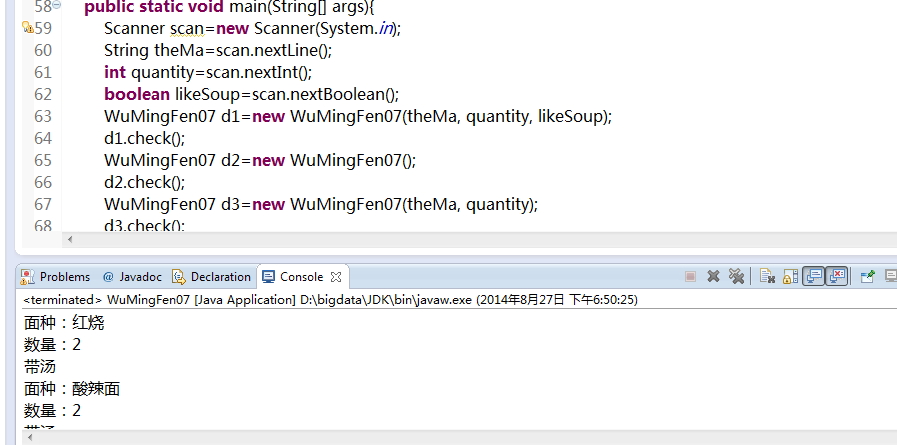 58 public static void main(String[] args){
59 Scanner scan=new Scanner(System.in);
60 String theMa=scan.nextLine();
61 int quantity=scan.nextInt();
62 boolean likeSoup=scan.nextBoolean();
63 WuMingFen07 d1=new WuMingFen07(theMa, quantity, likeSoup);
64 d1.check();
65 WuMingFen07 d2=new WuMingFen07();
66 d2.check();
67 WuMingFen07 d3=new WuMingFen07(theMa, quantity);
68 d3.check();
Problems @ Javadoc Declaration Console
<terminated> WuMingFen07 [Java Application] D:\bigdata\JDK\bin\javaw.exe (2014年8月27日 下午6:50:25)
面种：红烧
数量：2
带汤
面种：酸辣面
数量：2
带汤